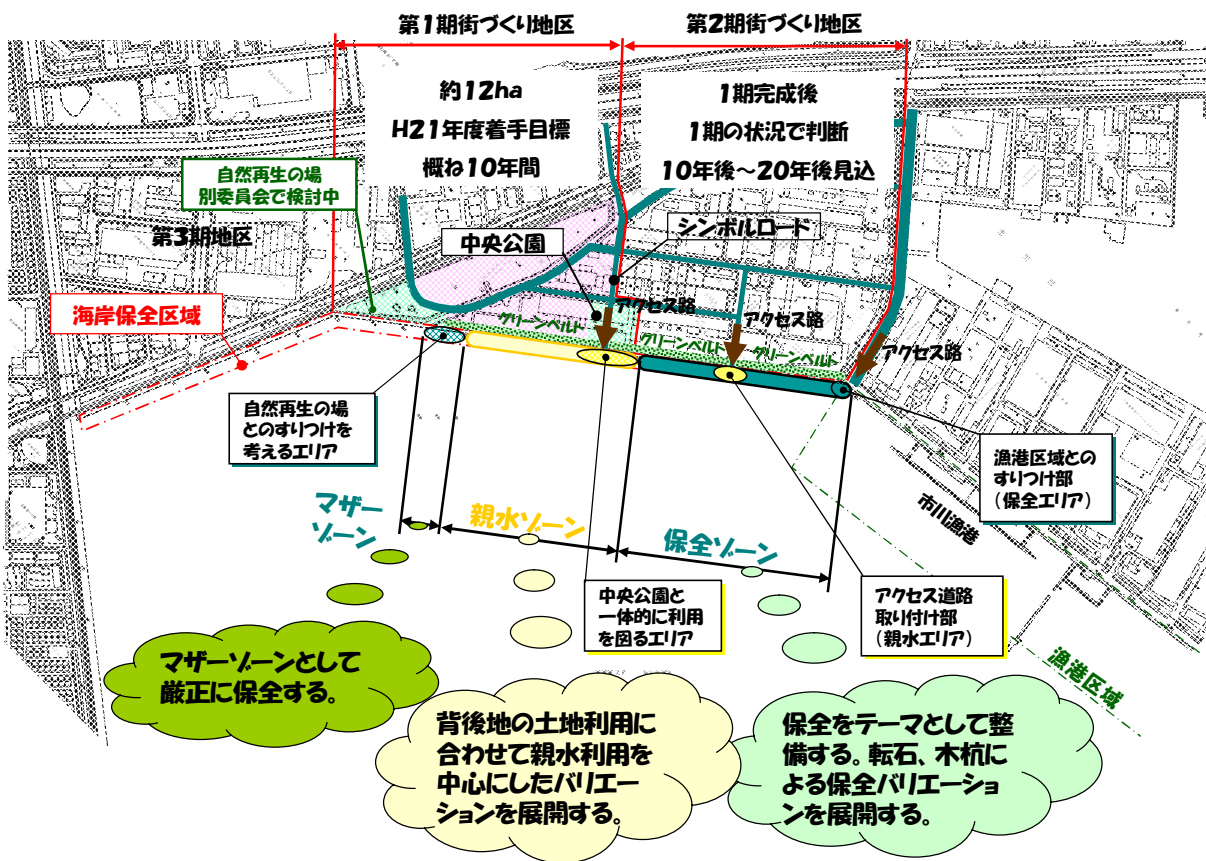 第1期街づくり地区
第2期街づくり地区
約12ha
H21年度着手目標
概ね10年間
1期完成後
1期の状況で判断
10年後～20年後見込
自然再生の場
別委員会で検討中
第3期地区
中央公園
シンボルロード
海岸保全区域
アクセス路
アクセス路
アクセス路
グリーンベルト
グリーンベルト
グリーンベルト
自然再生の場
とのすりつけを
考えるエリア
漁港区域との
すりつけ部
（保全エリア）
市川漁港
マザー
ゾーン
親水ゾーン
保全ゾーン
中央公園と
一体的に利用
を図るエリア
アクセス道路
取り付け部
（親水エリア）
漁港区域
マザーゾーンとして
厳正に保全する。
背後地の土地利用に
合わせて親水利用を
中心にしたバリエー
ションを展開する。
保全をテーマとして整
備する。転石、木杭に
よる保全バリエーショ
ンを展開する。